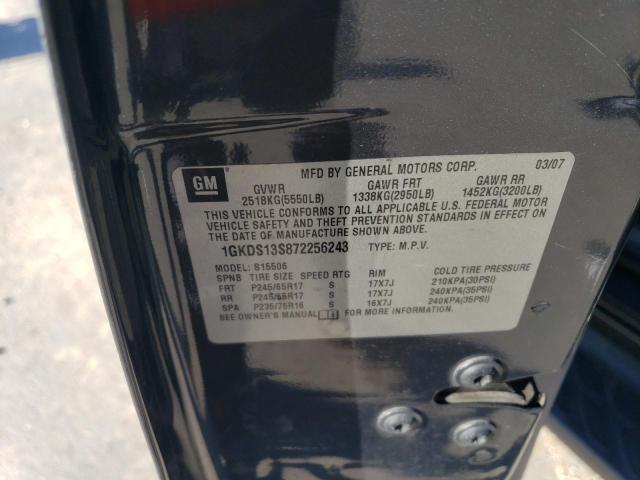 GM
MFD BY GENERAL MOTORS CORP. 03/07
GVWR GAWR FRT GAWR RR
2518KG(5550LB) 1338KG(2950LB) 1452KG(3200LB)
THIS VEHICLE CONFORMS TO ALL APPLICABLE U.S. FEDERAL MOTOR
VEHICLE SAFETY AND THEFT PREVENTION STANDARDS IN EFFECT ON
THE DATE OF MANUFACTURE SHOWN ABOVE.
1GKDS13S872256243 TYPE: M.P.V.
MODEL: S15506
SPNB TIRE SIZE SPEED RTG RIM COLD TIRE PRESSURE
FRT P245/65R17 S 17X7J 210KPA(30PSI)
RR P245/65R17 S 17X7J 240KPA(35PSI)
SPA P235/75R16 S 16X7J 240KPA(35PSI)
SEE OWNER'S MANUAL FOR MORE INFORMATION.